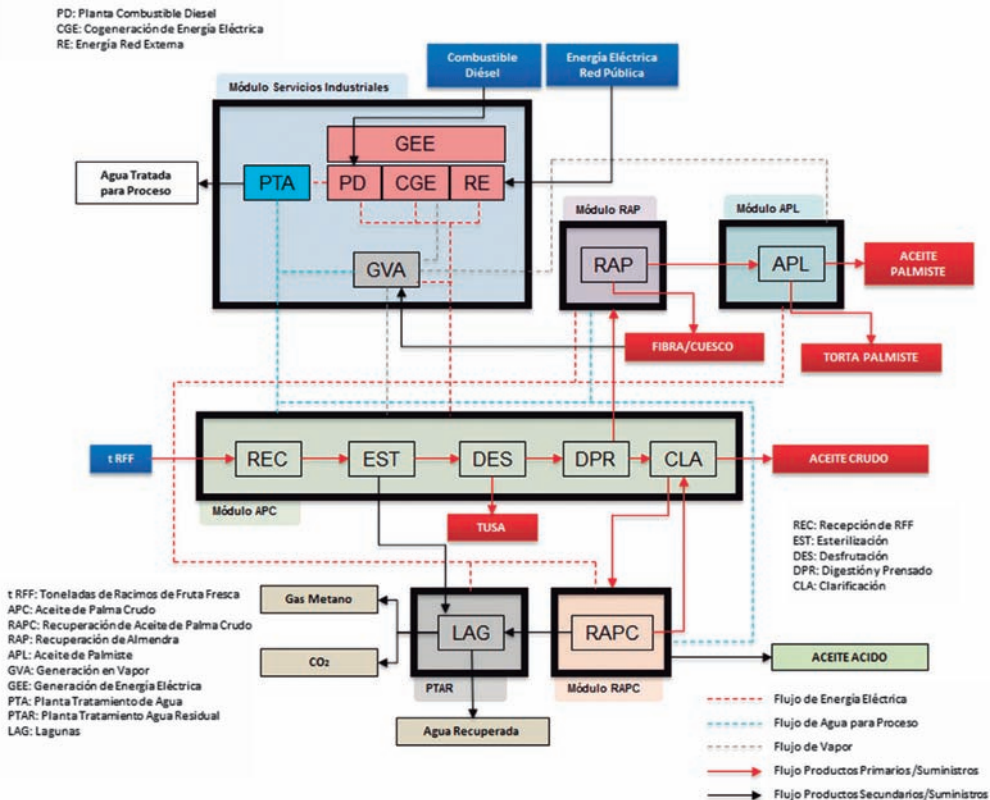 PD: Planta Combustible Diesel
CGE: Cogeneración de Energía Eléctrica
RE: Energía Red Externa
Combustible
Diésel
Energía Eléctrica
Red Pública
Módulo Servicios Industriales
GEE
Agua Tratada
para Proceso
PTA
PD
CGE
RE
GVA
Módulo RAP
RAP
Módulo APL
APL
ACEITE
PALMISTE
FIBRA/CUESCO
TORTA PALMISTE
t RFF
REC
EST
DES
DPR
CLA
ACEITE CRUDO
Módulo APC
TUSA
REC: Recepción de RFF
EST: Esterilización
DES: Desfrutación
DPR: Digestión y Prensado
CLA: Clarificación
t RFF: Toneladas de Racimos de Fruta Fresca
APC: Aceite de Palma Crudo
RAPC: Recuperación de Aceite de Palma Crudo
RAP: Recuperación de Almendra
APL: Aceite de Palmiste
GVA: Generación en Vapor
GEE: Generación de Energía Eléctrica
PTA: Planta Tratamiento de Agua
PTAR: Planta Tratamiento Agua Residual
LAG: Lagunas
Gas Metano
CO₂
LAG
PTAR
Agua Recuperada
RAPC
Módulo RAPC
ACEITE ACIDO
Flujo de Energía Eléctrica
Flujo de Agua para Proceso
Flujo de Vapor
Flujo Productos Primarios /Suministros
Flujo Productos Secundarios/Suministros